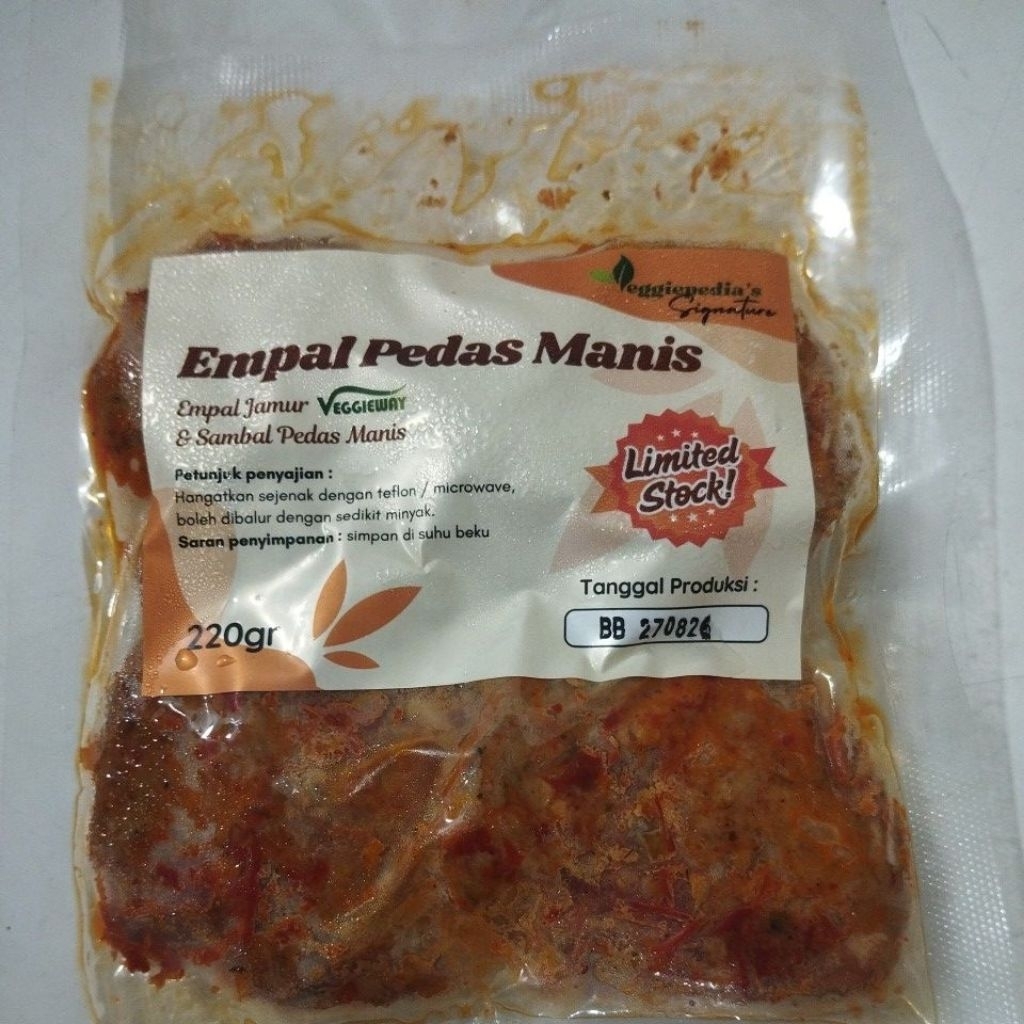 Veggiepedia's
Signature
Empal Pedas Manis
Empal Jamur VEGGIEWAY
& Sambal Pedas Manis
Petunjuk penyajian :
Hangatkan sejenak dengan teflon / microwave,
boleh dibalur dengan sedikit minyak.
Saran penyimpanan : simpan di suhu beku
Limited
Stock!
Tanggal Produksi :
BB 270826
220gr